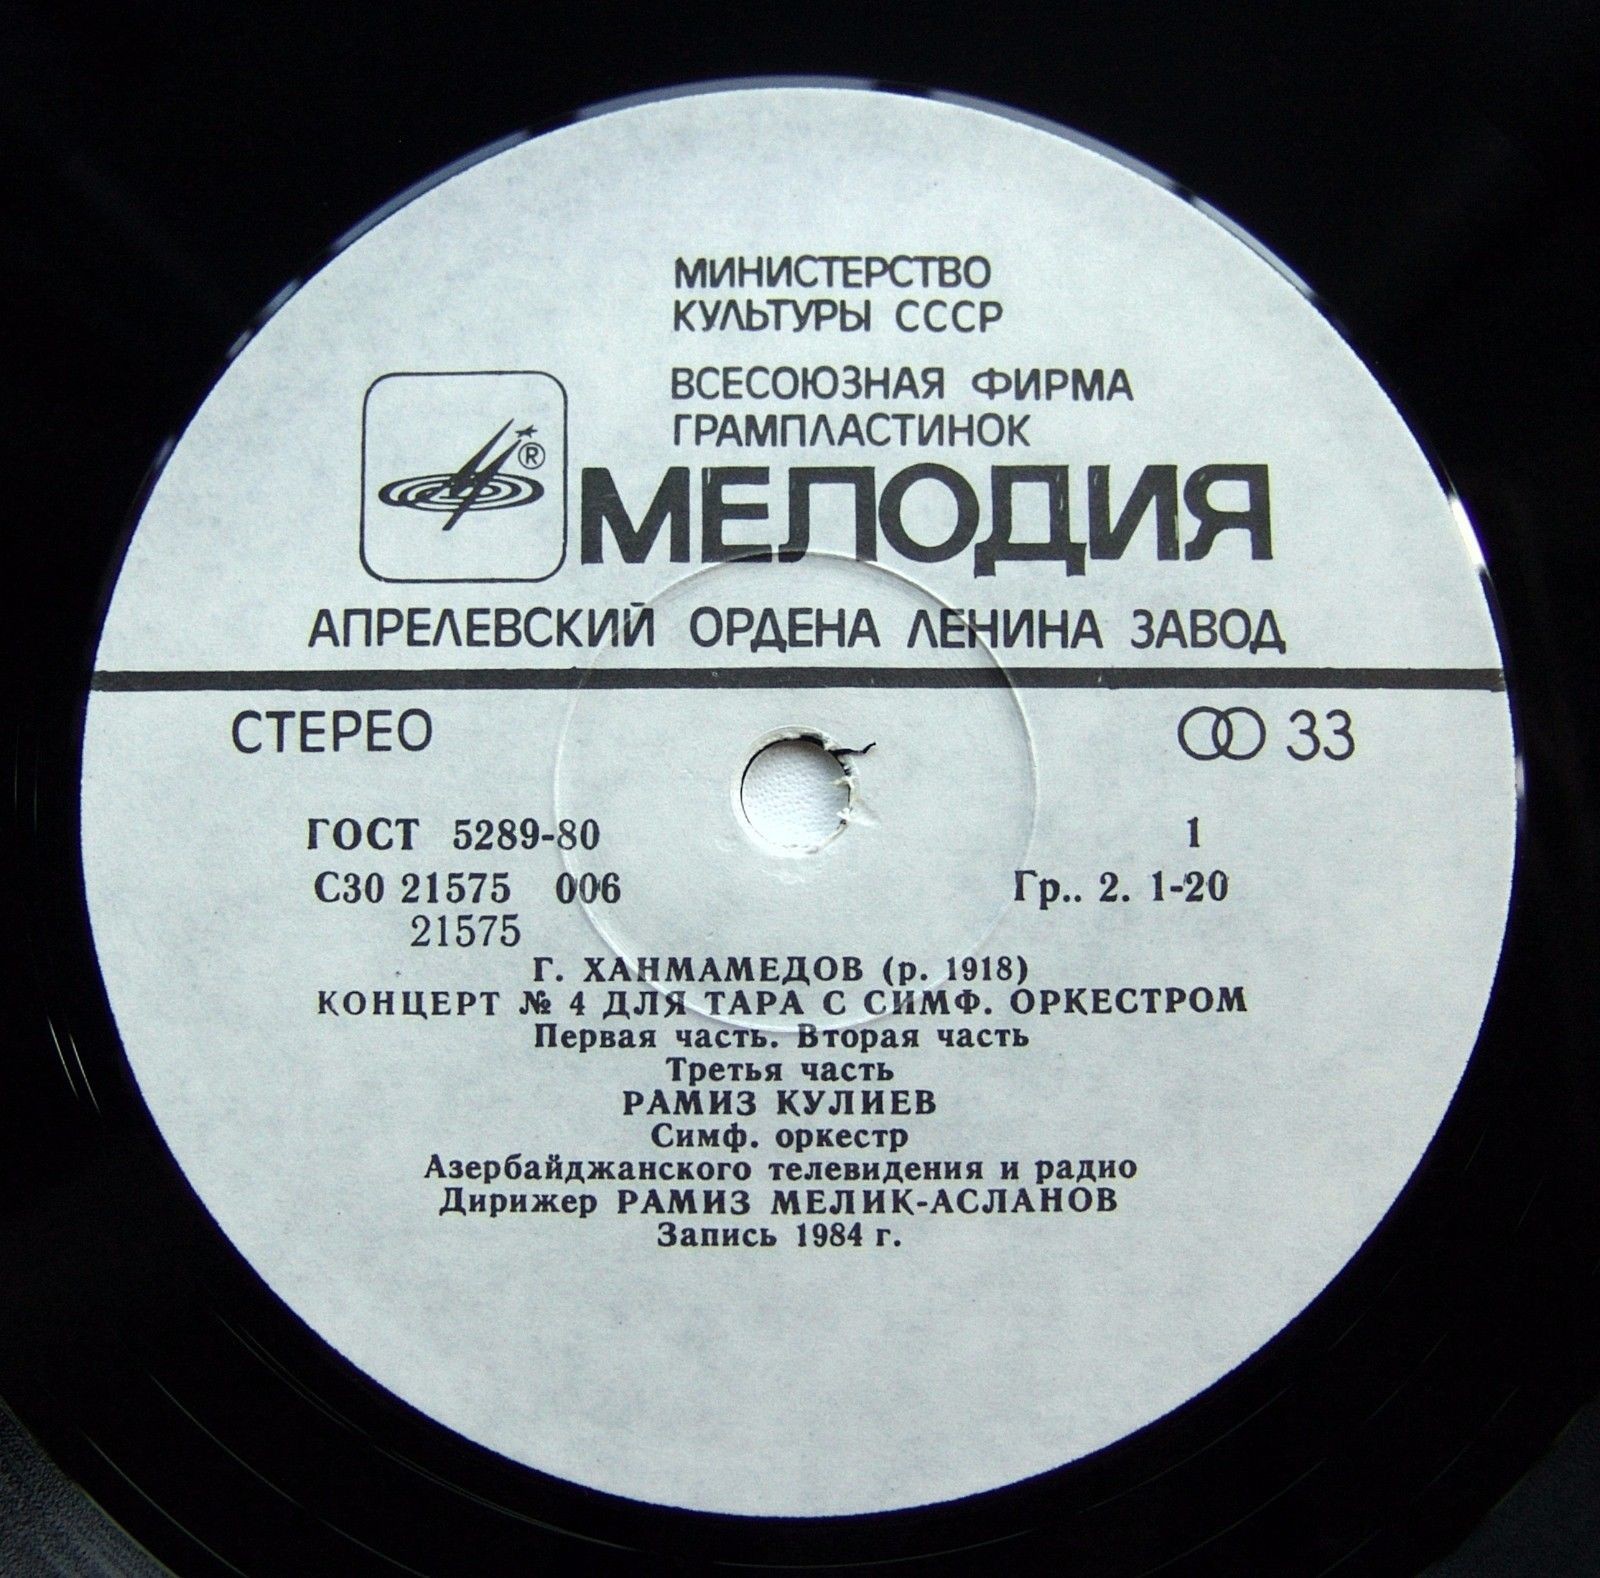 МИНИСТЕРСТВО
КУЛЬТУРЫ СССР
ВСЕСОЮЗНАЯ ФИРМА
ГРАМПЛАСТИНОК
®
МЕЛОДИЯ
АПРЕЛЕВСКИЙ ОРДЕНА ЛЕНИНА ЗАВОД
СТЕРЕО 33
ГОСТ 5289-80 1
С30 21575 006 Гр.. 2. 1-20
21575
Г. ХАНМАМЕДОВ (р. 1918)
КОНЦЕРТ № 4 ДЛЯ ТАРА С СИМФ. ОРКЕСТРОМ
Первая часть. Вторая часть
Третья часть
РАМИЗ КУЛИЕВ
Симф. оркестр
Азербайджанского телевидения и радио
Дирижер РАМИЗ МЕЛИК-АСЛАНОВ
Запись 1984 г.